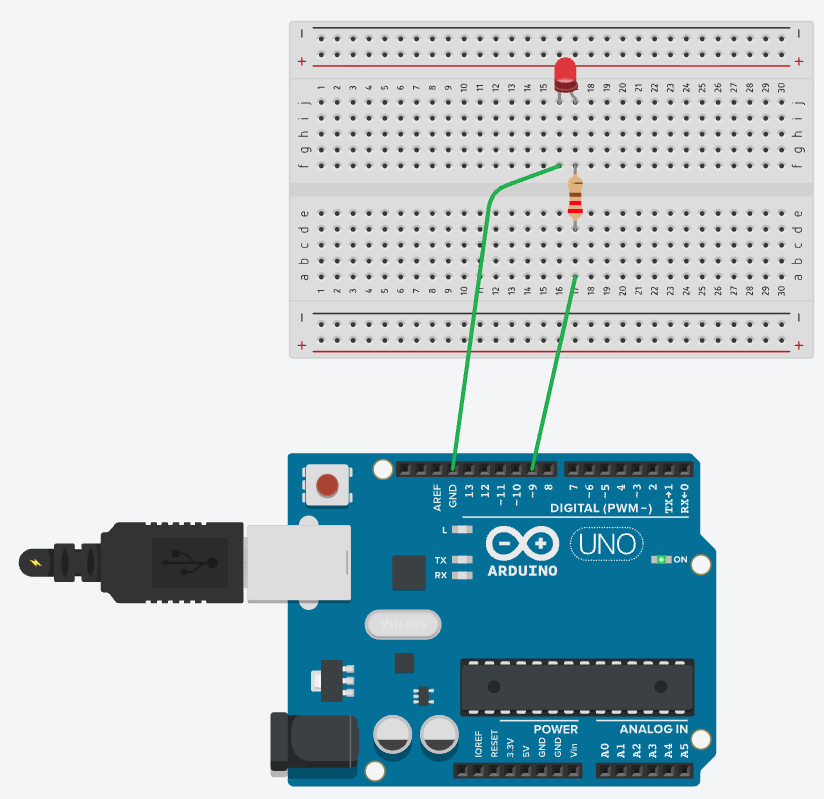 − −
+ +
1 2 3 4 5 6 7 8 9 10 11 12 13 14 15 16 17 18 19 20 21 22 23 24 25 26 27 28 29 30
j j
i i
h h
g g
f f
e e
d d
c c
b b
a a
1 2 3 4 5 6 7 8 9 10 11 12 13 14 15 16 17 18 19 20 21 22 23 24 25 26 27 28 29 30
− −
+ +
AREF GND 13 12 ~11 ~10 ~9 8 7 ~6 ~5 4 ~3 2 TX→1 RX←0
DIGITAL (PWM~)
L
TX
RX
ARDUINO
UNO
ON
POWER ANALOG IN
IOREF RESET 3.3V 5V GND GND Vin A0 A1 A2 A3 A4 A5